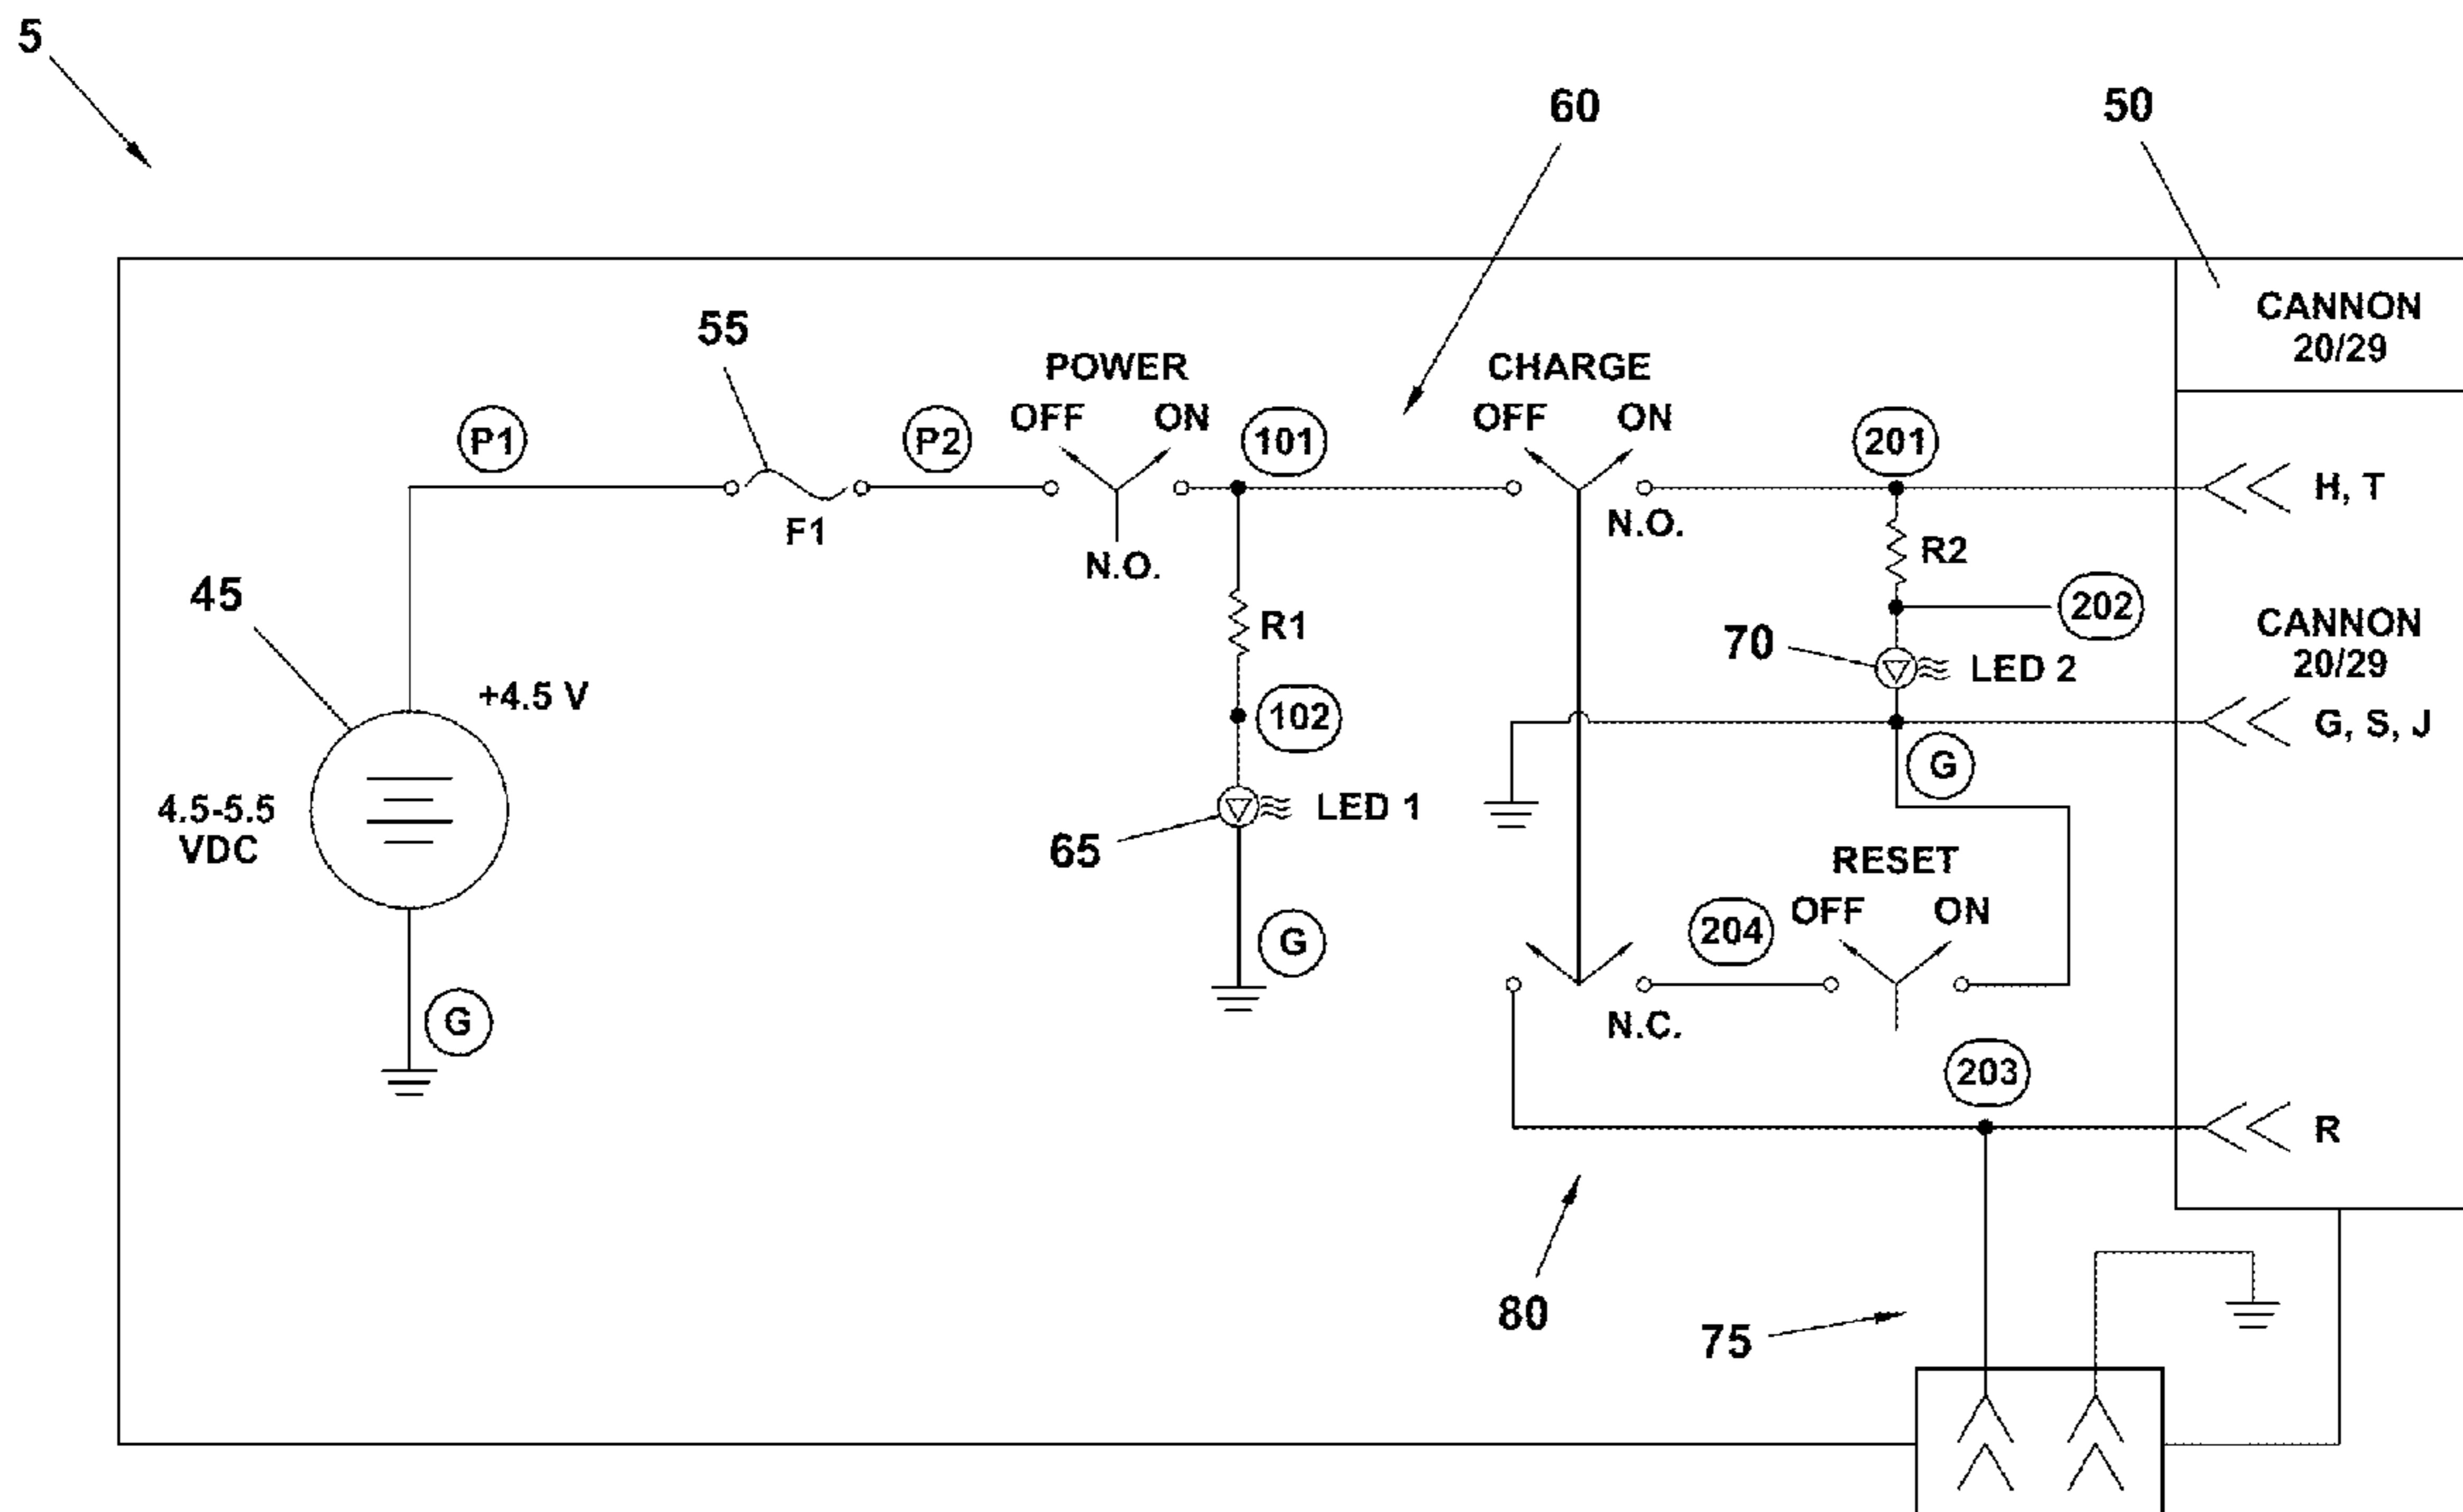 5
60
50
CANNON
20/29
55
POWER
OFF ON
CHARGE
OFF ON
P1
P2
101
201
F1
N.O.
N.O.
H, T
R2
45
R1
202
70
LED 2
CANNON
20/29
+4.5 V
102
G, S, J
G
4.5-5.5
VDC
LED 1
65
RESET
OFF ON
204
G
G
N.C.
203
R
80
75